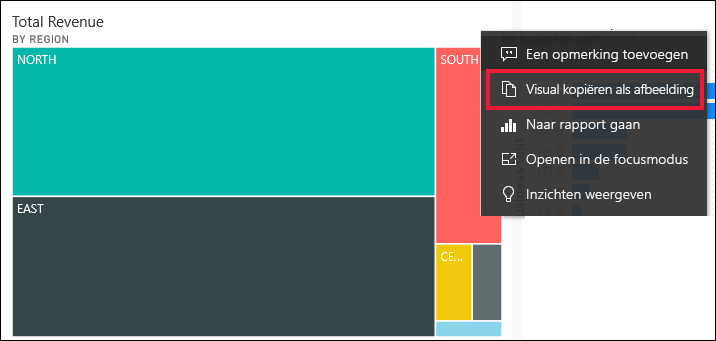 Total Revenue
BY REGION
NORTH
SOUTH
EAST
CE...
Een opmerking toevoegen
Visual kopiëren als afbeelding
Naar rapport gaan
Openen in de focusmodus
Inzichten weergeven